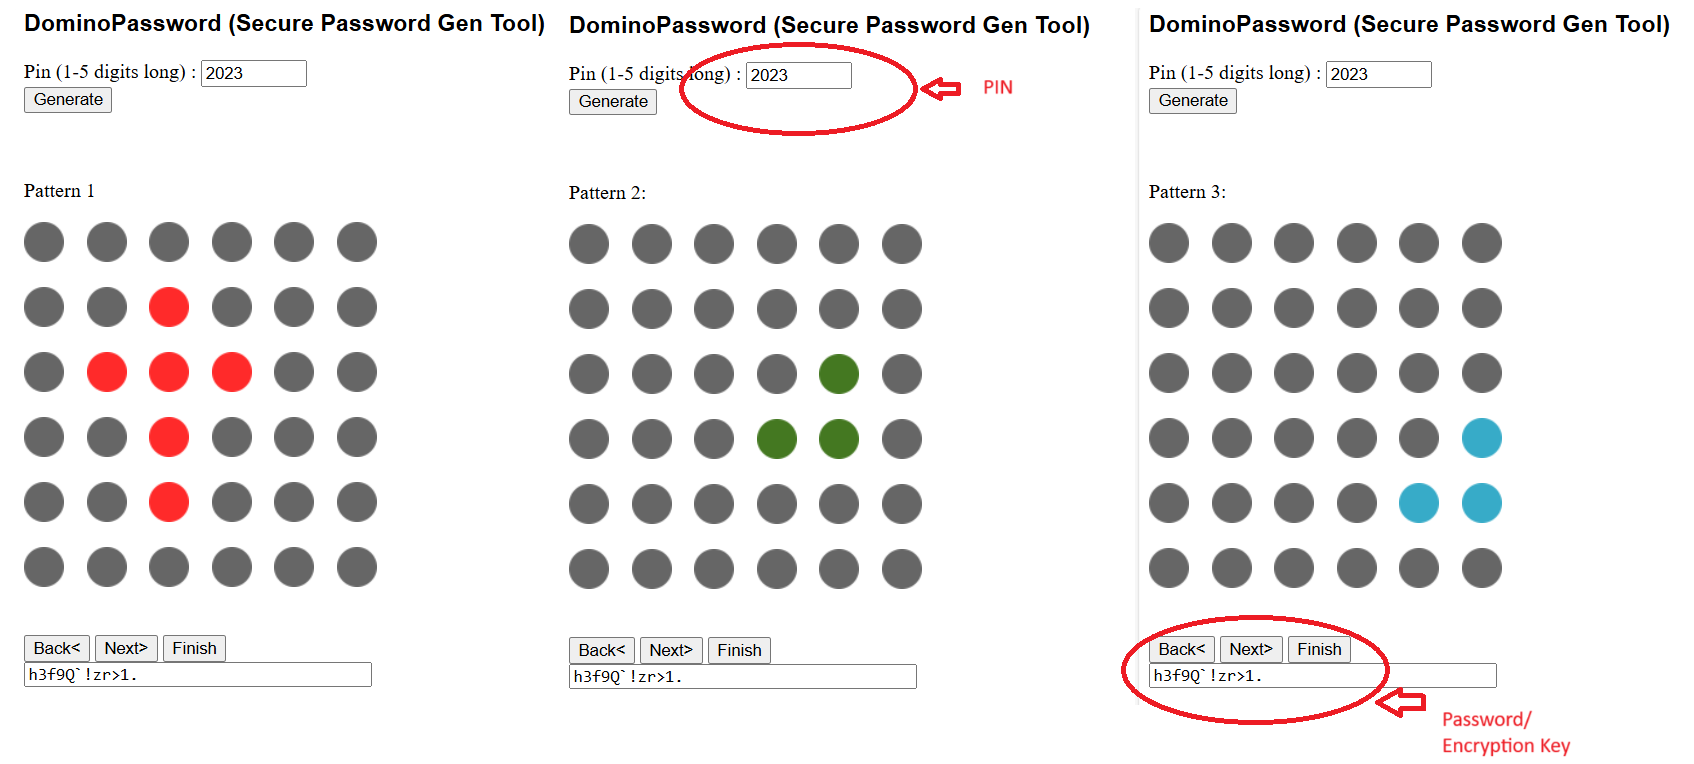 DominoPassword (Secure Password Gen Tool)
Pin (1-5 digits long) : 2023
Generate
Pattern 1
Back< Next> Finish
h3f9Q`!zr>1.
DominoPassword (Secure Password Gen Tool)
Pin (1-5 digits long) : 2023
Generate
PIN
Pattern 2:
Back< Next> Finish
h3f9Q`!zr>1.
DominoPassword (Secure Password Gen Tool)
Pin (1-5 digits long) : 2023
Generate
Pattern 3:
Back< Next> Finish
h3f9Q`!zr>1.
Password/
Encryption Key